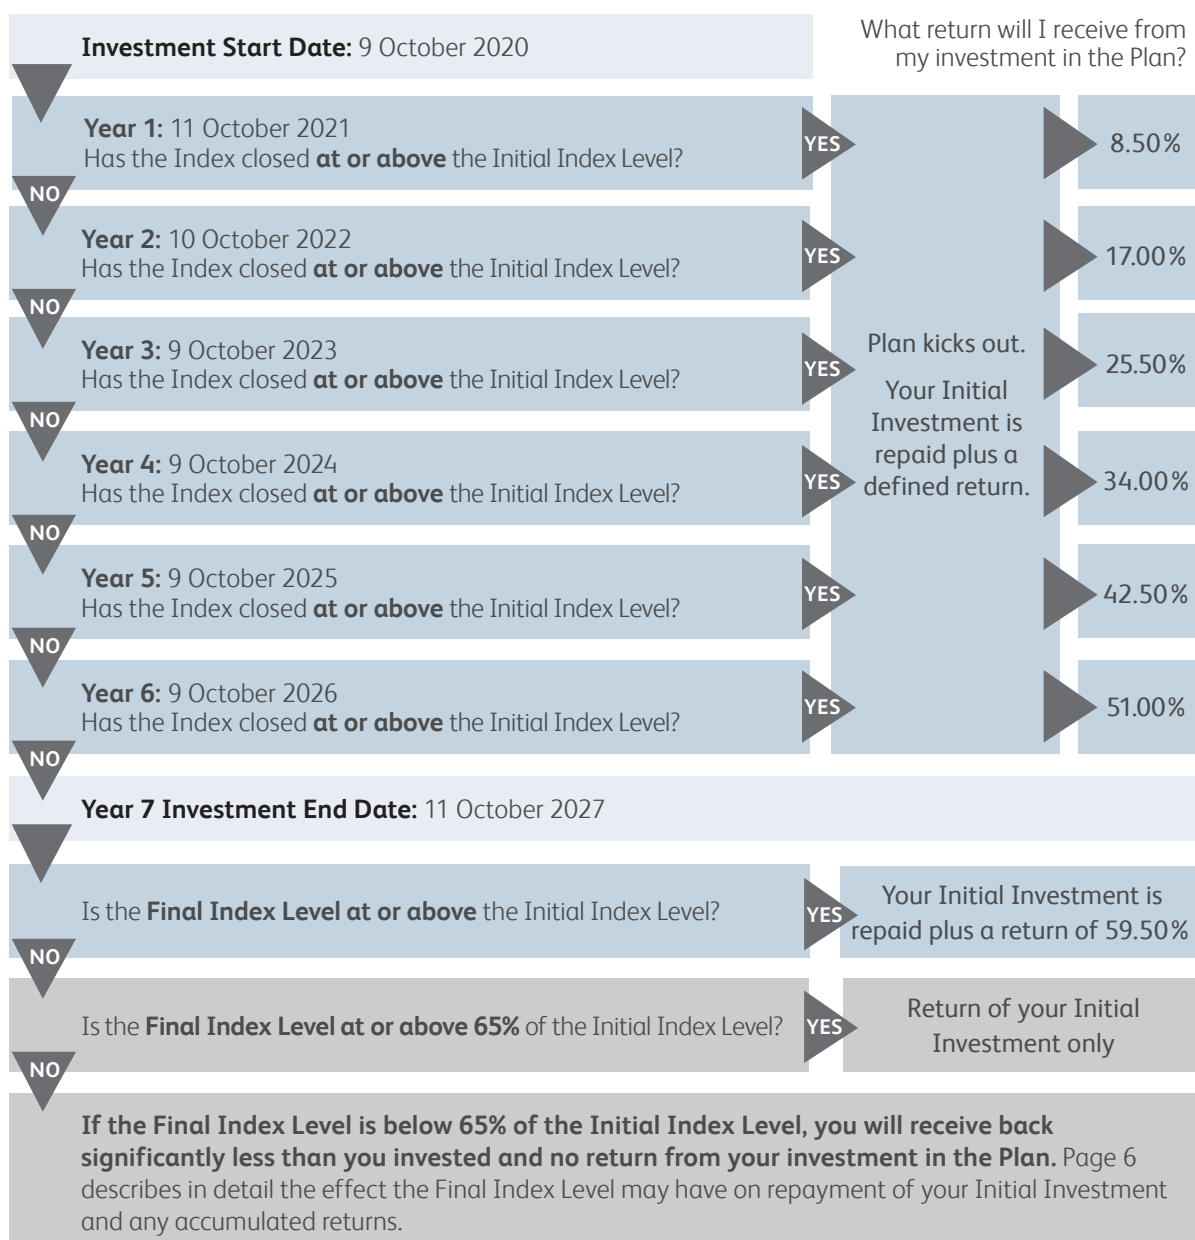 Investment Start Date: 9 October 2020
What return will I receive from
my investment in the Plan?
Year 1: 11 October 2021
Has the Index closed at or above the Initial Index Level?
YES
8.50%
NO
Year 2: 10 October 2022
Has the Index closed at or above the Initial Index Level?
YES
17.00%
NO
Year 3: 9 October 2023
Has the Index closed at or above the Initial Index Level?
YES
Plan kicks out.
Your Initial
Investment is
repaid plus a
defined return.
25.50%
NO
Year 4: 9 October 2024
Has the Index closed at or above the Initial Index Level?
YES
34.00%
NO
Year 5: 9 October 2025
Has the Index closed at or above the Initial Index Level?
YES
42.50%
NO
Year 6: 9 October 2026
Has the Index closed at or above the Initial Index Level?
YES
51.00%
NO
Year 7 Investment End Date: 11 October 2027
Is the Final Index Level at or above the Initial Index Level?
YES
Your Initial Investment is
repaid plus a return of 59.50%
NO
Is the Final Index Level at or above 65% of the Initial Index Level?
YES
Return of your Initial
Investment only
NO
If the Final Index Level is below 65% of the Initial Index Level, you will receive back
significantly less than you invested and no return from your investment in the Plan. Page 6
describes in detail the effect the Final Index Level may have on repayment of your Initial Investment
and any accumulated returns.